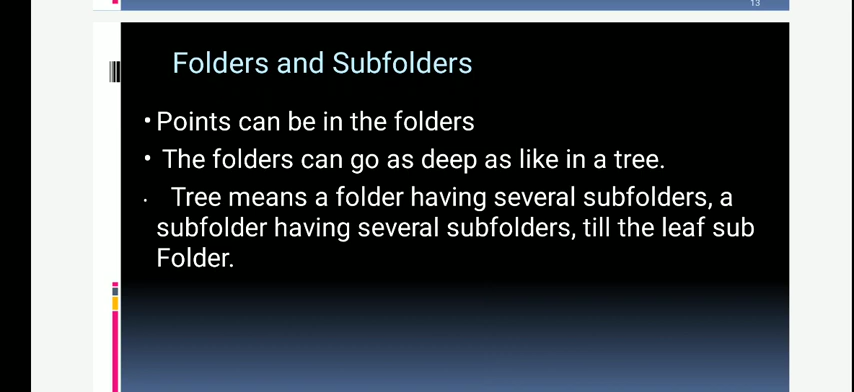 13
Folders and Subfolders
• Points can be in the folders
• The folders can go as deep as like in a tree.
• Tree means a folder having several subfolders, a
subfolder having several subfolders, till the leaf sub
Folder.